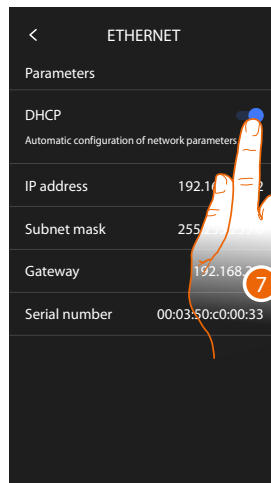 ETHERNET
Parameters
DHCP
Automatic configuration of network parameters
IP address
Subnet mask
Gateway
7
Serial number 00:03:50:c0:00:33